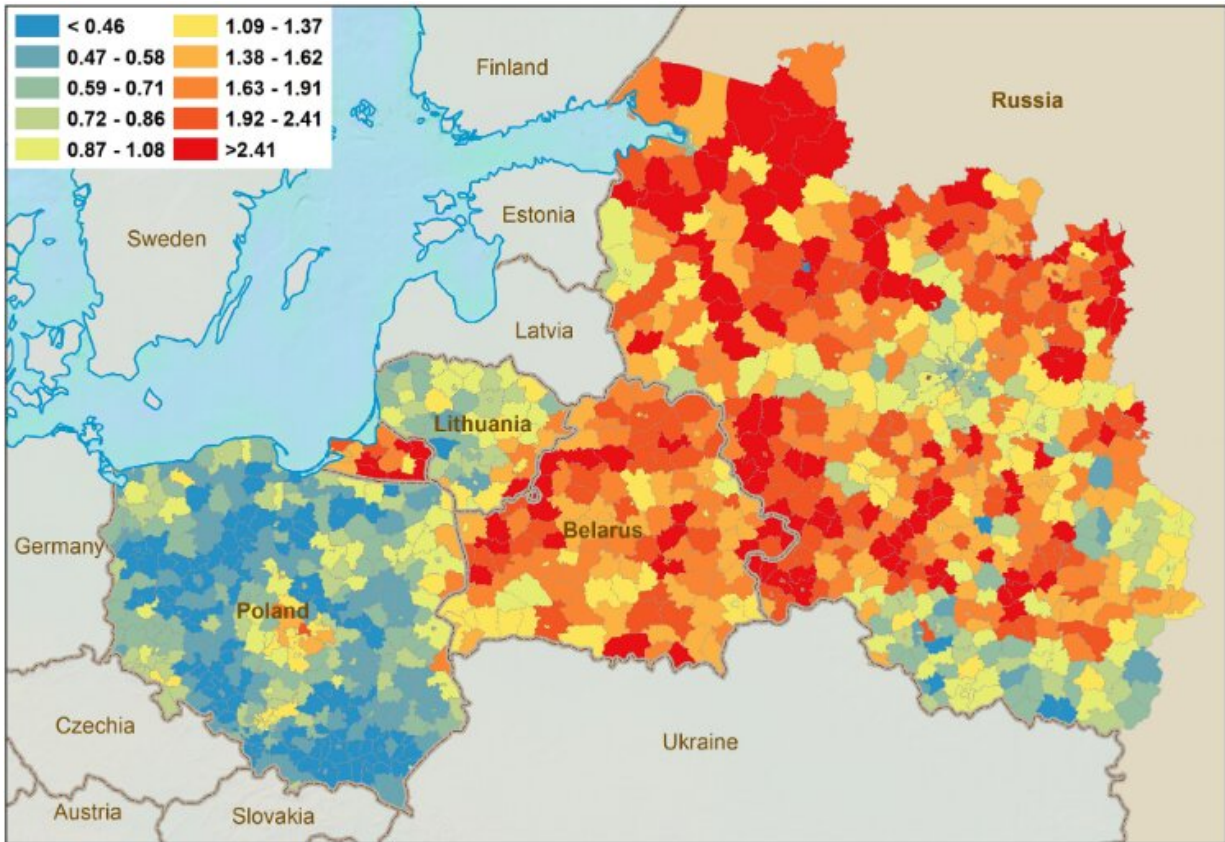 < 0.46
0.47 - 0.58
0.59 - 0.71
0.72 - 0.86
0.87 - 1.08
1.09 - 1.37
1.38 - 1.62
1.63 - 1.91
1.92 - 2.41
>2.41
Finland
Russia
Sweden
Estonia
Latvia
Lithuania
Belarus
Germany
Poland
Czechia
Ukraine
Austria
Slovakia